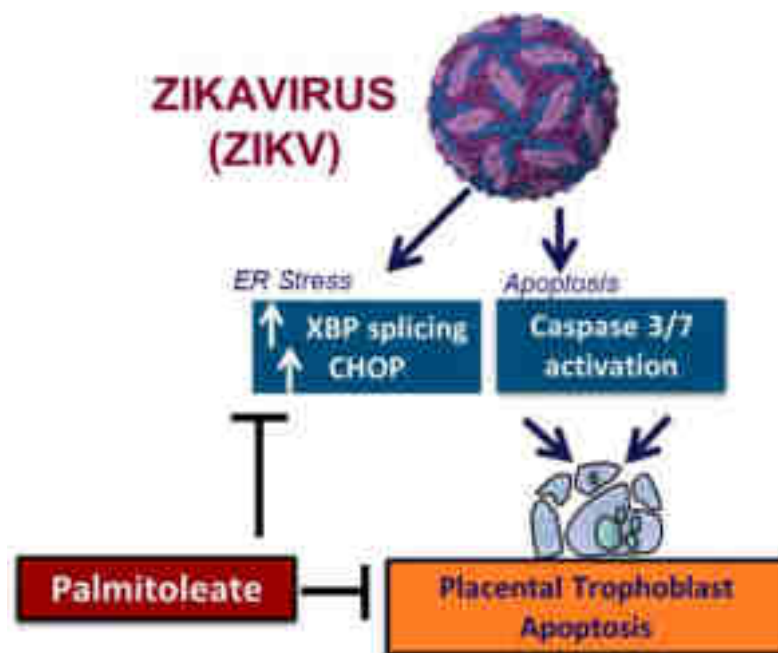 ZIKAVIRUS
(ZIKV)
ER Stress
Apoptosis
XBP splicing
CHOP
Caspase 3/7
activation
Palmitoleate
Placental Trophoblast
Apoptosis